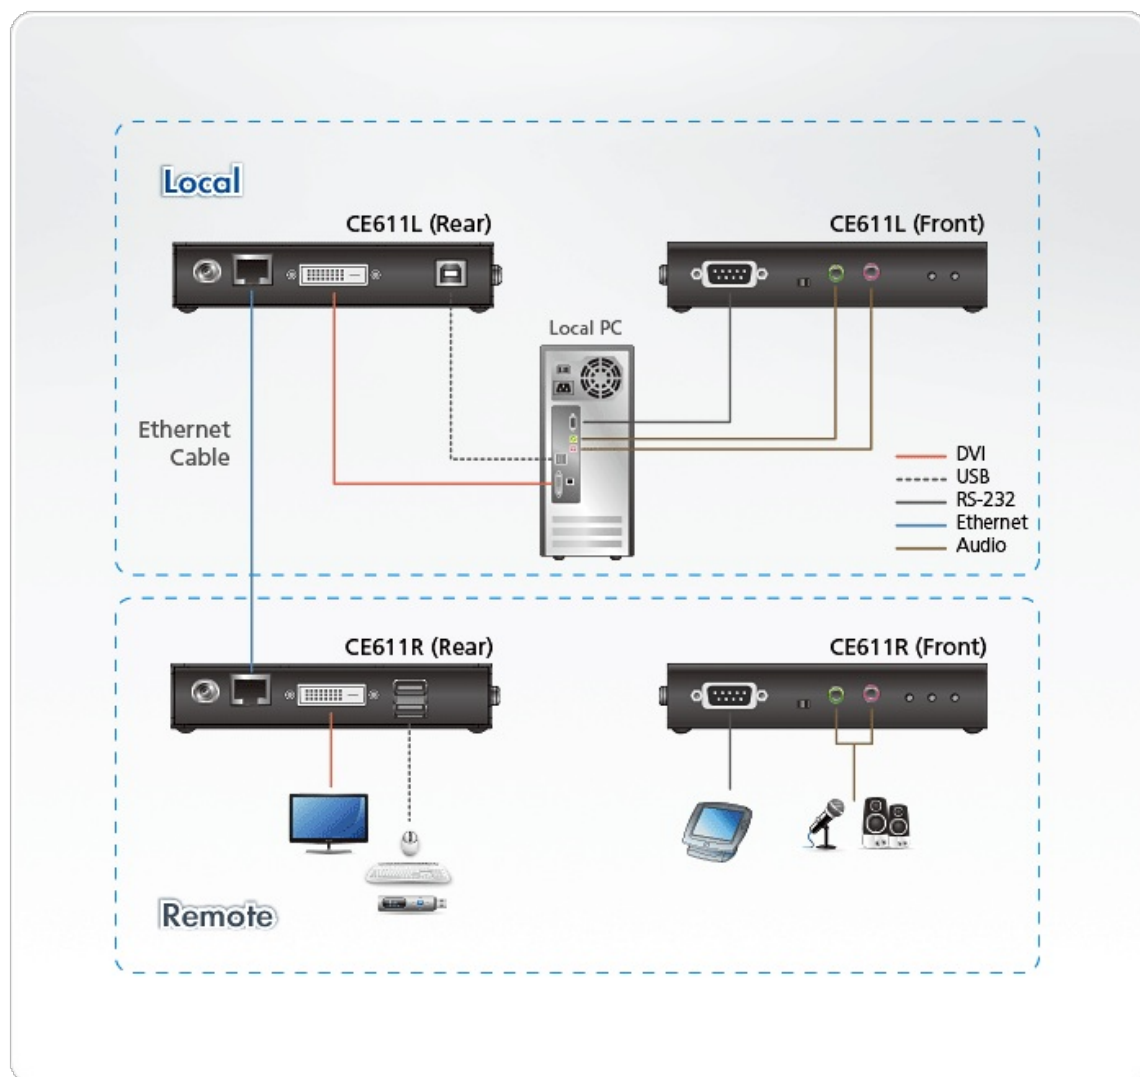 Local
CE611L (Rear)
CE611L (Front)
Local PC
Ethernet
Cable
DVI
USB
RS-232
Ethernet
Audio
CE611R (Rear)
CE611R (Front)
Remote